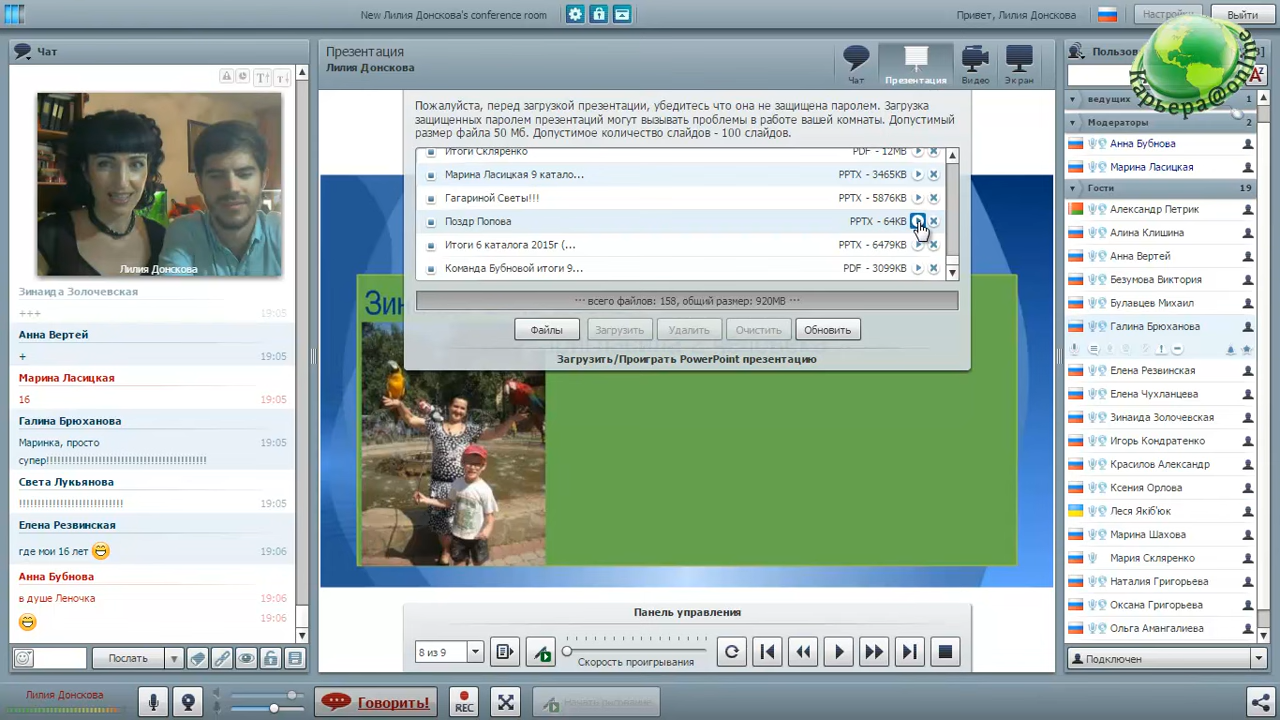 New Лилия Донскова's conference room
Привет, Лилия Донскова
Настройки
Выйти
Чат
Лилия Донскова
Зинаида Золочевская
+++
19:05
Анна Вертей
+
19:05
Марина Ласицкая
16
19:05
Галина Брюханова
Маринка, просто
19:05
супер!!!!!!!!!!!!!!!!!!!!!!!!!!!!!!!!!!!!!!!!!!!
Света Лукьянова
!!!!!!!!!!!!!!!!!!!!!!!!!!!
19:05
Елена Резвинская
где мои 16 лет
19:06
Анна Бубнова
в душе Леночка
19:06
19:06
Послать
Презентация
Лилия Донскова
Чат
Презентация
Видео
Экран
Пожалуйста, перед загрузкой презентации, убедитесь что она не защищена паролем. Загрузка
защищенных паролем презентаций могут вызывать проблемы в работе вашей комнаты. Допустимый
размер файла 50 Мб. Допустимое количество слайдов - 100 слайдов.
Итоги Скляренко
PDF - 12MB
Марина Ласицкая 9 катало...
PPTX - 3465KB
Гагариной Светы!!!
PPTX - 5876KB
Поздр Попова
PPTX - 64KB
Итоги 6 каталога 2015г (...
PPTX - 6479KB
Команда Бубновой итоги 9...
PDF - 3099KB
--- всего файлов: 158, общий размер: 920MB ---
Файлы
Загрузить
Удалить
Очистить
Обновить
Загрузить/Проиграть PowerPoint презентацию
Зин
Панель управления
8 из 9
Скорость проигрывания
карьера@online
ведущих
1
Модераторы
2
Анна Бубнова
Марина Ласицкая
Гости
19
Александр Петрик
Алина Клишина
Анна Вертей
Безумова Виктория
Булавцев Михаил
Галина Брюханова
Елена Резвинская
Елена Чухланцева
Зинаида Золочевская
Игорь Кондратенко
Красилов Александр
Ксения Орлова
Леся Якіб'юк
Марина Шахова
Мария Скляренко
Наталия Григорьева
Оксана Григорьева
Ольга Амангалиева
Подключен
Лилия Донскова
Говорить!
REC